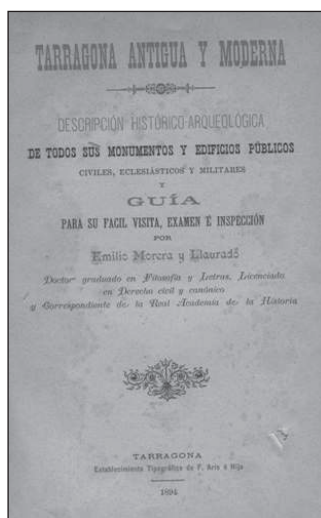 TARRAGONA ANTIGUA Y MODERNA
DESCRIPCIÓN HISTÓRICO-ARQUEOLÓGICA
DE TODOS SUS MONUMENTOS Y EDIFICIOS PÚBLICOS
CIVILES, ECLESIÁSTICOS Y MILITARES
Y
GUÍA
PARA SU FACIL VISITA, EXAMEN É INSPECCIÓN
POR
Emilio Morera y Llauradó
Doctor graduado en Filosofía y Letras, Licenciado
en Derecho civil y canónico
y Correspondiente de la Real Academia de la Historia
TARRAGONA
Establecimiento Tipográfico de F. Arís é Hijo
1894